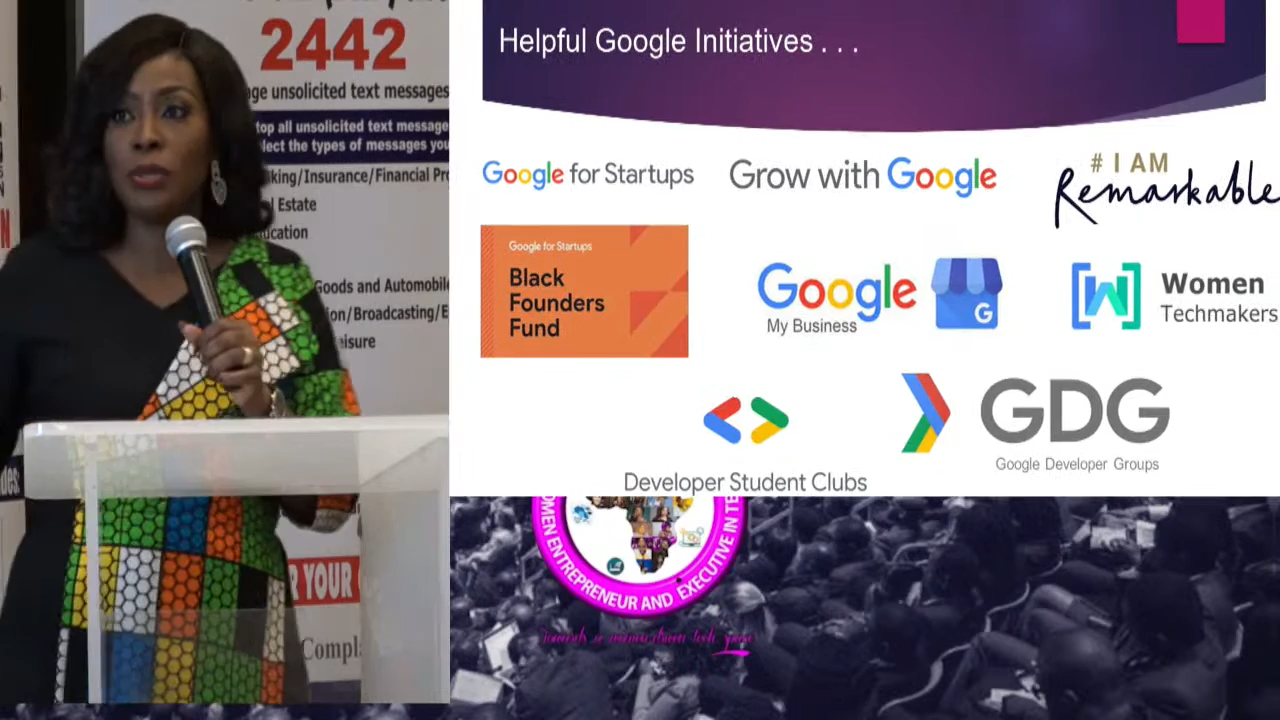 2442
ge unsolicited text messages
top all unsolicited text message
lect the types of messages you
king/Insurance/Financial Pr
l Estate
ucation
Goods and Automobil
ion/Broadcasting/E
eisure
R YOUR
Compla
Helpful Google Initiatives . . .
Google for Startups
Grow with Google
# I AM
Remarkable
Google for Startups
Black
Founders
Fund
Google
My Business
G
Women
Techmakers
Developer Student Clubs
GDG
Google Developer Groups
OMEN ENTREPRENEUR AND EXECUTIVE IN TE